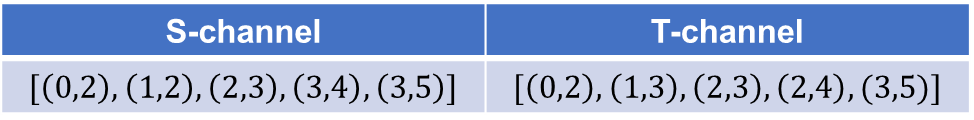 S-channel T-channel
[(0,2), (1,2), (2,3), (3,4), (3,5)] [(0,2), (1,3), (2,3), (2,4), (3,5)]